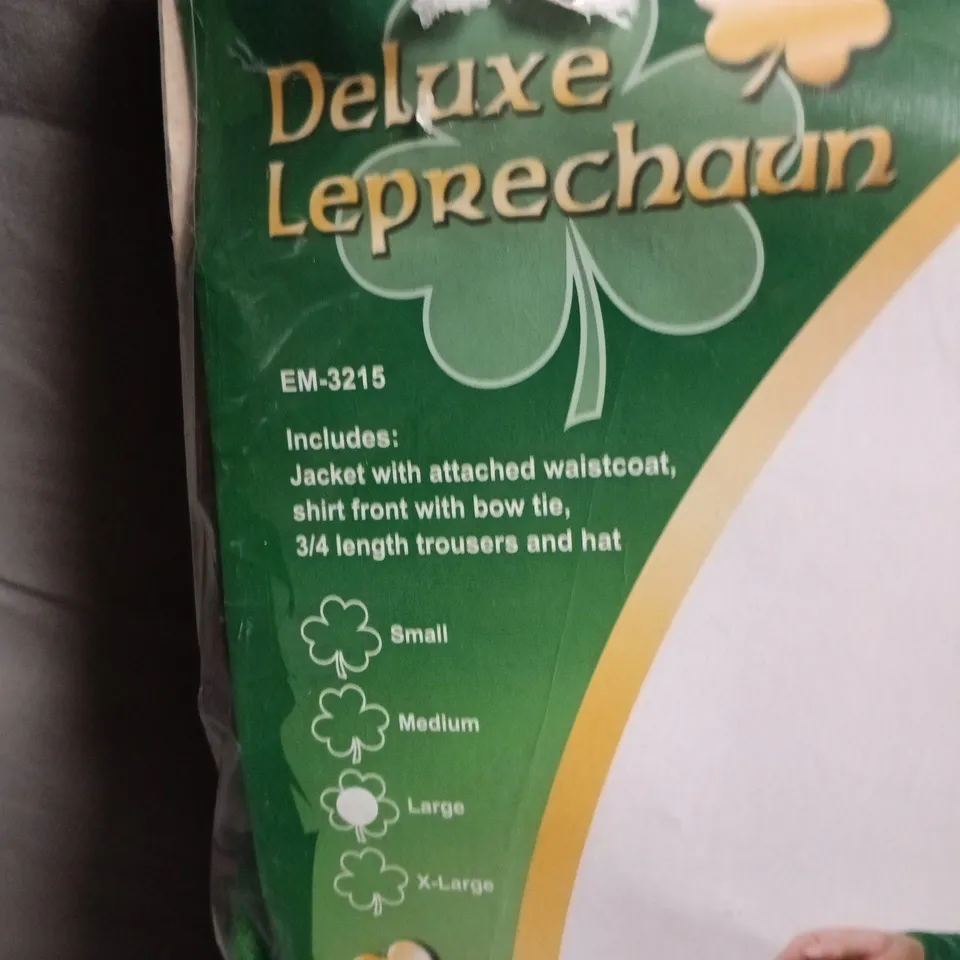 Deluxe
Leprechaun
EM-3215
Includes:
Jacket with attached waistcoat,
shirt front with bow tie,
3/4 length trousers and hat
Small
Medium
Large
X-Large